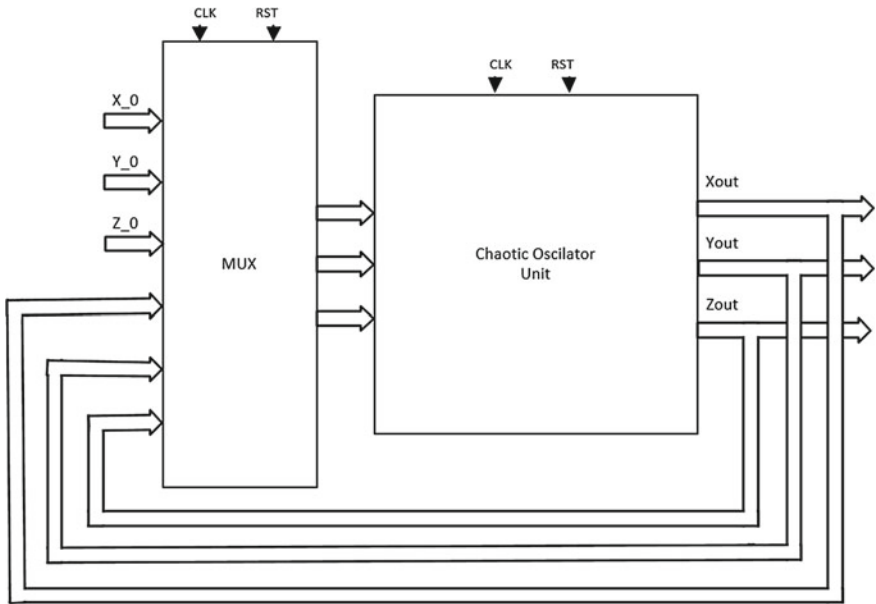 CLK RST
CLK RST
X_0
Y_0
Z_0
MUX
Chaotic Oscilator
Unit
Xout
Yout
Zout